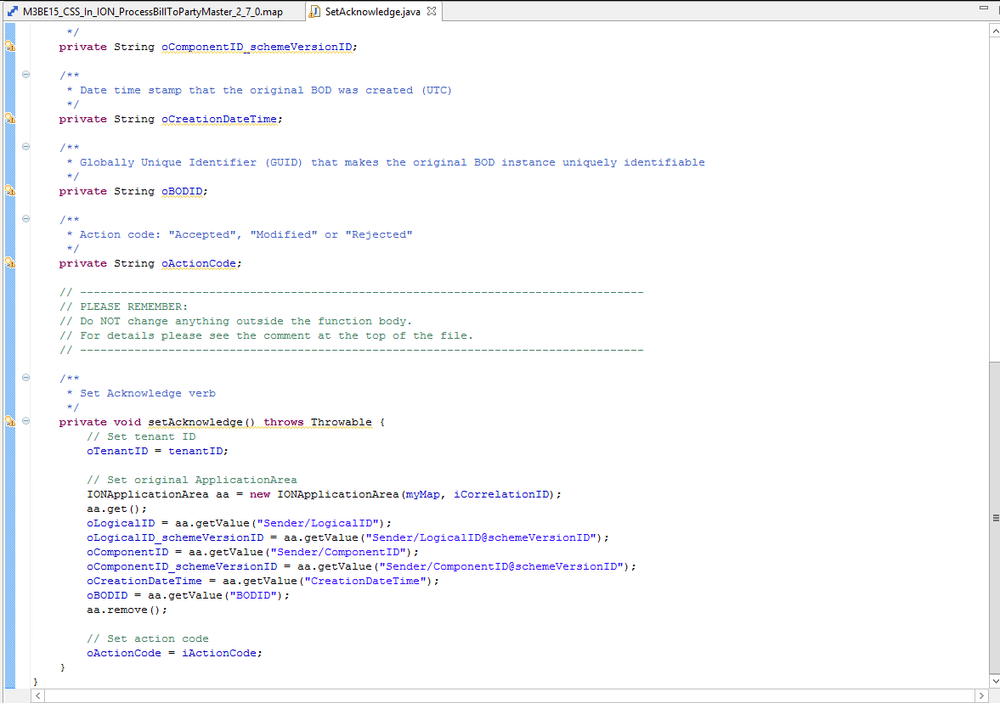 M3BE15_CSS_In_ION_ProcessBillToPartyMaster_2_7_0.map SetAcknowledge.java
*/
private String oComponentID_schemeVersionID;
/**
* Date time stamp that the original BOD was created (UTC)
*/
private String oCreationDateTime;
/**
* Globally Unique Identifier (GUID) that makes the original BOD instance uniquely identifiable
*/
private String oBODID;
/**
* Action code: "Accepted", "Modified" or "Rejected"
*/
private String oActionCode;
// -----------------------------------------------------------------------------------
// PLEASE REMEMBER:
// Do NOT change anything outside the function body.
// For details please see the comment at the top of the file.
// -----------------------------------------------------------------------------------
/**
* Set Acknowledge verb
*/
private void setAcknowledge() throws Throwable {
// Set tenant ID
oTenantID = tenantID;
// Set original ApplicationArea
IONApplicationArea aa = new IONApplicationArea(myMap, iCorrelationID);
aa.get();
oLogicalID = aa.getValue("Sender/LogicalID");
oLogicalID_schemeVersionID = aa.getValue("Sender/LogicalID@schemeVersionID");
oComponentID = aa.getValue("Sender/ComponentID");
oComponentID_schemeVersionID = aa.getValue("Sender/ComponentID@schemeVersionID");
oCreationDateTime = aa.getValue("CreationDateTime");
oBODID = aa.getValue("BODID");
aa.remove();
// Set action code
oActionCode = iActionCode;
}
}